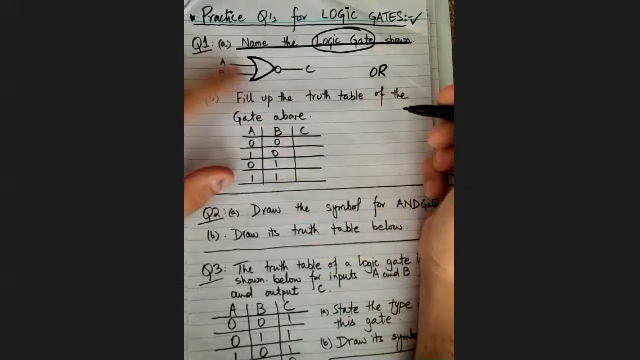 Practice Q's for LOGIC GATES:-
Q1 (a) Name the Logic Gate shown
A C
OR
Fill up the truth table of the
Gate above.
A B C
0 0
1 0
0 1
1 1
Q2: (a) Draw the symbol for AND Gate
(b). Draw its truth table below.
Q3: The truth table of a logic gate
shown below for inputs A and B
and output C.
A B C (a) State the type
0 0 1 this gate.
0 1 1 (b) Draw its
1 0 1